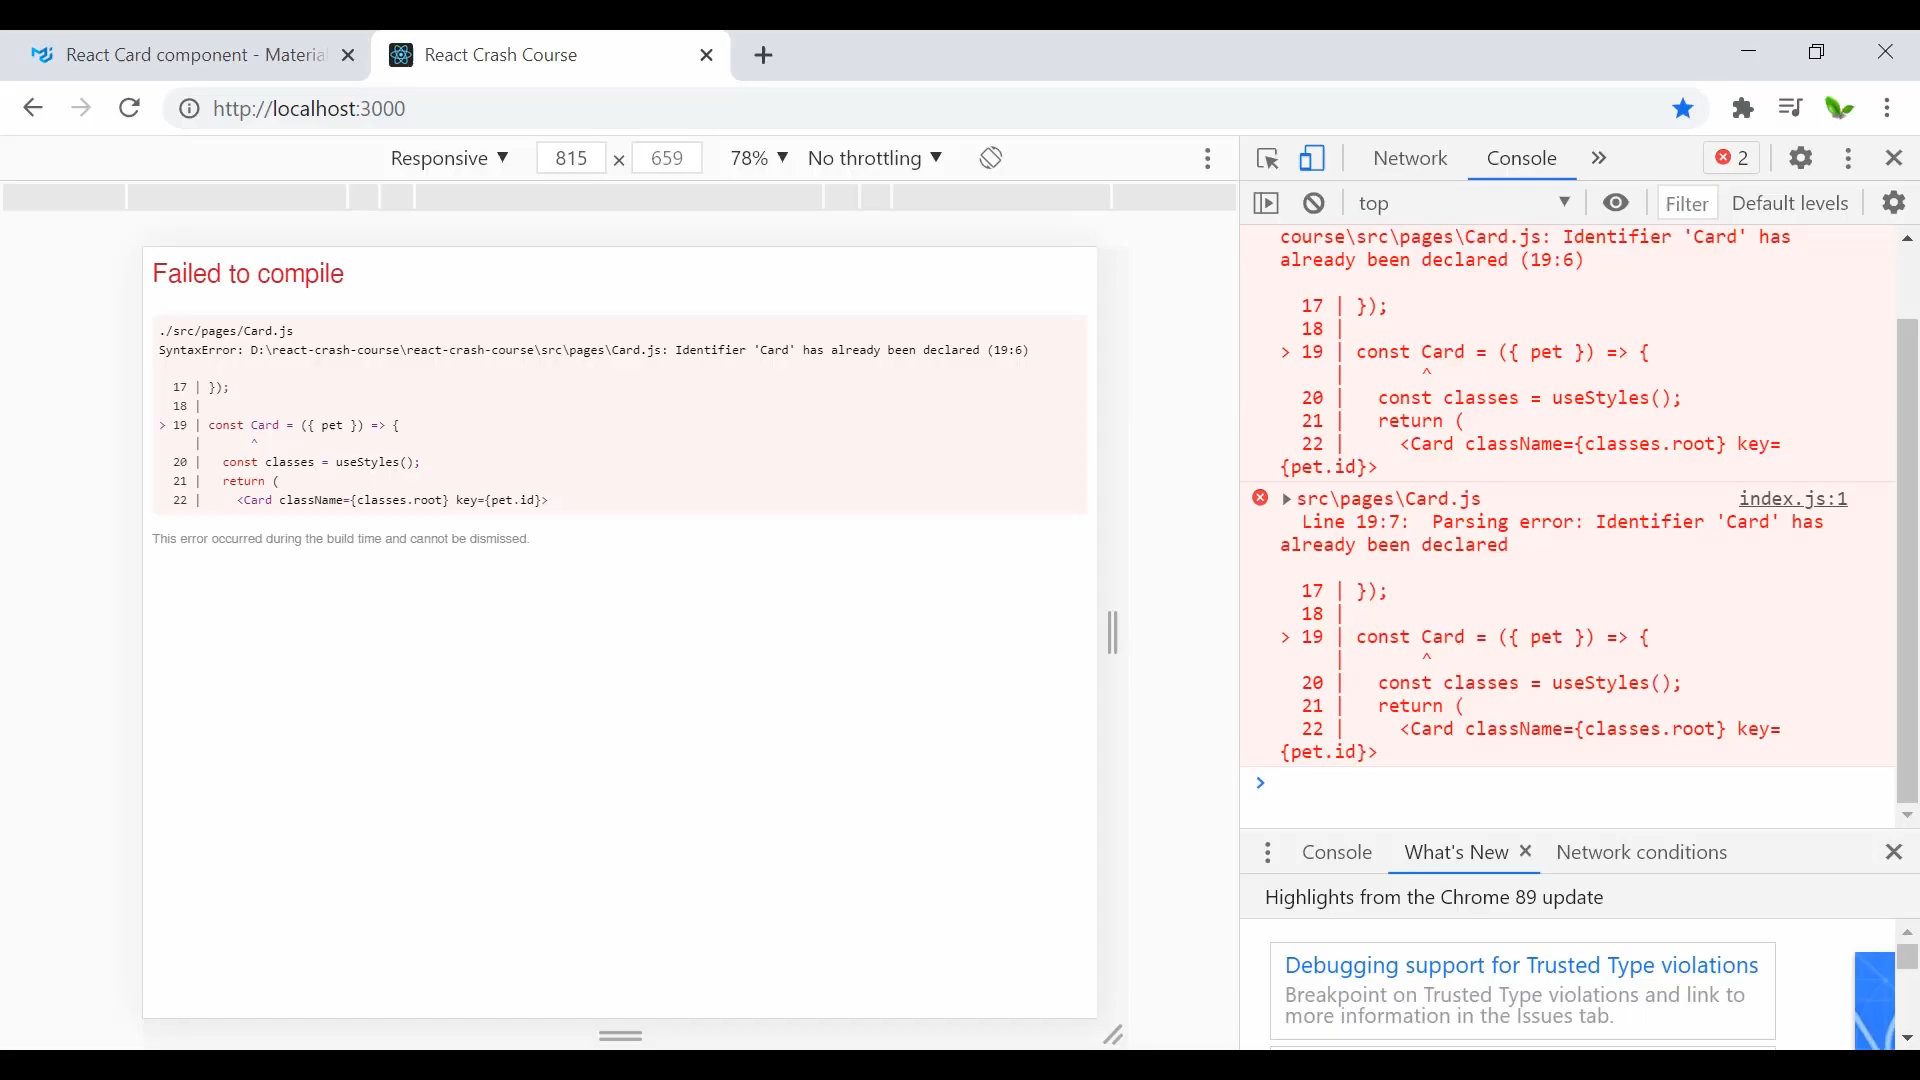 React Card component - Materia
React Crash Course
http://localhost:3000
Responsive ▼ 815 × 659 78% ▼ No throttling ▼
Network Console » 2
top ▼ Filter Default levels
Failed to compile
./src/pages/Card.js
SyntaxError: D:\react-crash-course\react-crash-course\src\pages\Card.js: Identifier 'Card' has already been declared (19:6)
17 | });
18 |
> 19 | const Card = ({ pet }) => {
| ^
20 | const classes = useStyles();
21 | return (
22 | <Card className={classes.root} key={pet.id}>
This error occurred during the build time and cannot be dismissed.
course\src\pages\Card.js: Identifier 'Card' has
already been declared (19:6)
17 | });
18 |
> 19 | const Card = ({ pet }) => {
| ^
20 | const classes = useStyles();
21 | return (
22 | <Card className={classes.root} key=
{pet.id}>
src\pages\Card.js index.js:1
Line 19:7: Parsing error: Identifier 'Card' has
already been declared
17 | });
18 |
> 19 | const Card = ({ pet }) => {
| ^
20 | const classes = useStyles();
21 | return (
22 | <Card className={classes.root} key=
{pet.id}>
>
Console What's New Network conditions
Highlights from the Chrome 89 update
Debugging support for Trusted Type violations
Breakpoint on Trusted Type violations and link to
more information in the Issues tab.